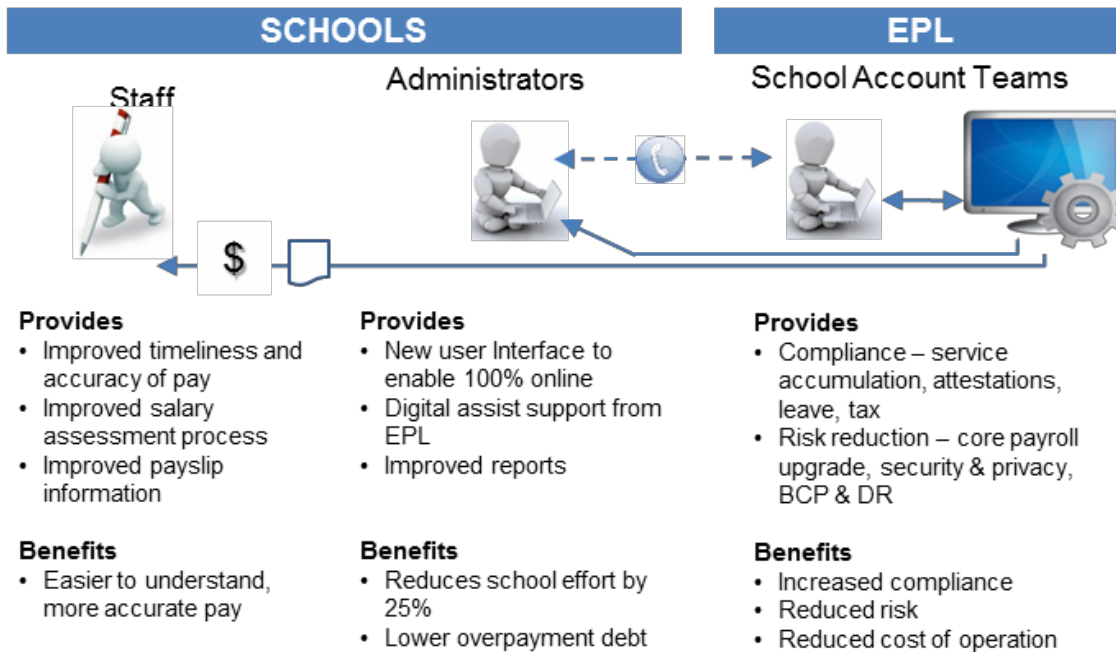 SCHOOLS
EPL
Staff
Administrators
School Account Teams
$
Provides
• Improved timeliness and
accuracy of pay
• Improved salary
assessment process
• Improved payslip
information
Benefits
• Easier to understand,
more accurate pay
Provides
• New user Interface to
enable 100% online
• Digital assist support from
EPL
• Improved reports
Benefits
• Reduces school effort by
25%
• Lower overpayment debt
Provides
• Compliance – service
accumulation, attestations,
leave, tax
• Risk reduction – core payroll
upgrade, security & privacy,
BCP & DR
Benefits
• Increased compliance
• Reduced risk
• Reduced cost of operation